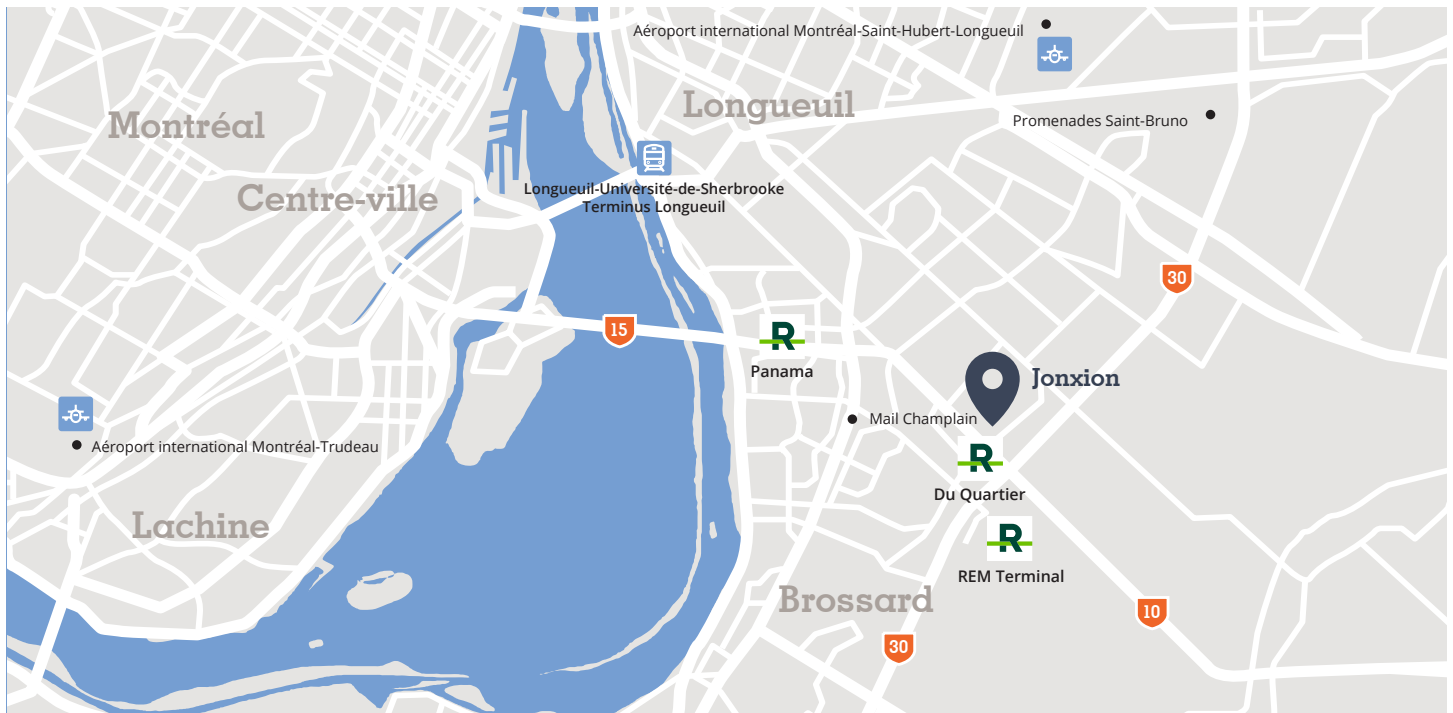 Aéroport international Montréal-Saint-Hubert-Longueuil
Longueuil
Montréal
Promenades Saint-Bruno
Longueuil-Université-de-Sherbrooke
Terminus Longueuil
Centre-ville
30
15
R
Panama
Jonxion
Mail Champlain
Aéroport international Montréal-Trudeau
R
Du Quartier
Lachine
R
REM Terminal
Brossard
10
30